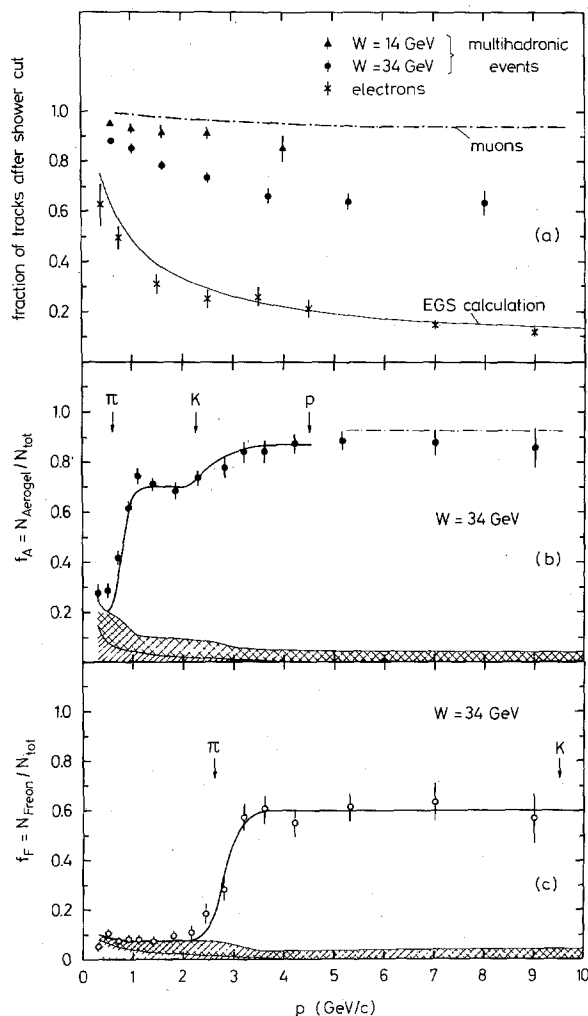 W = 14 GeV
W = 34 GeV
multihadronic events
electrons
fraction of tracks after shower cut
1.0
0.8
0.6
0.4
0.2
muons
(a)
EGS calculation
π
K
p
f_A = N_Aerogel / N_tot
1.0
0.8
0.6
0.4
0.2
W = 34 GeV
(b)
W = 34 GeV
π
K
f_F = N_Freon / N_tot
1.0
0.8
0.6
0.4
0.2
0
(c)
0 1 2 3 4 5 6 7 8 9 10
p (GeV/c)